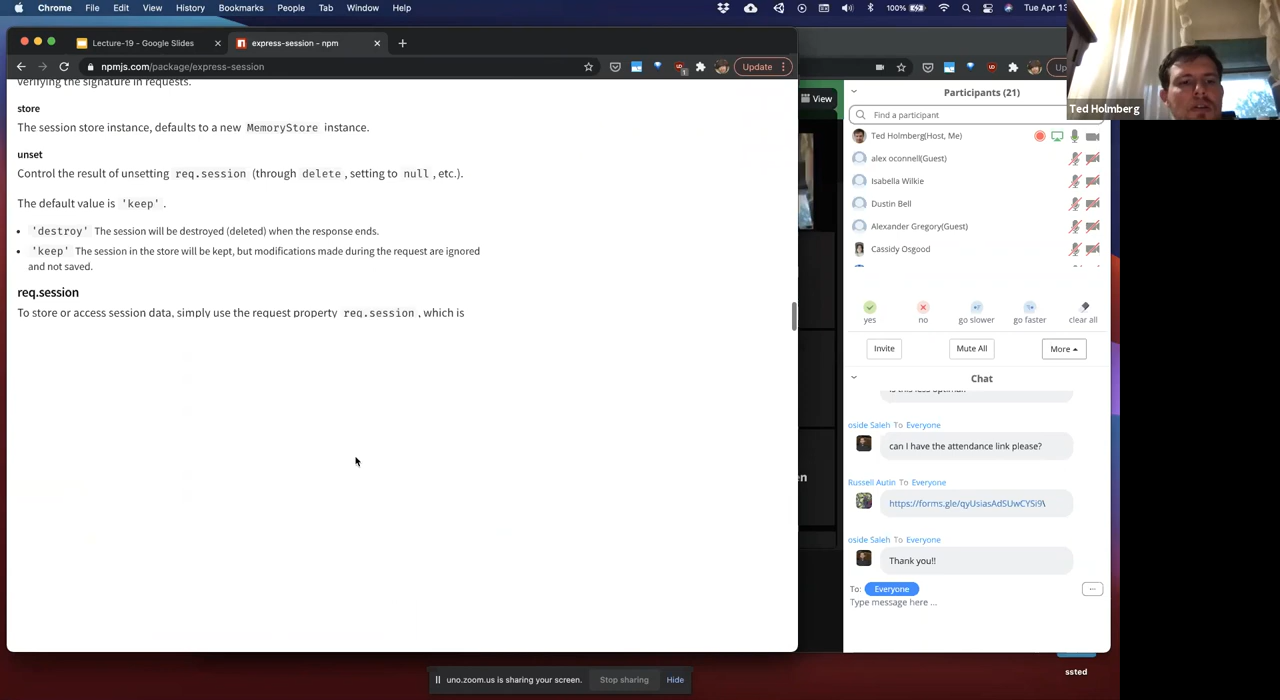 Chrome File Edit View History Bookmarks People Tab Window Help
100% Tue Apr 13
Lecture-19 - Google Slides
express-session - npm
npmjs.com/package/express-session
Update
verifying the signature in requests.
store
The session store instance, defaults to a new MemoryStore instance.
unset
Control the result of unsetting req.session (through delete, setting to null, etc.).
The default value is 'keep'.
• 'destroy' The session will be destroyed (deleted) when the response ends.
• 'keep' The session in the store will be kept, but modifications made during the request are ignored
and not saved.
req.session
To store or access session data, simply use the request property req.session, which is
View
en
Up
Ted Holmberg
Participants (21)
Find a participant
Ted Holmberg(Host, Me)
alex oconnell(Guest)
Isabella Wilkie
Dustin Bell
Alexander Gregory(Guest)
Cassidy Osgood
yes no go slower go faster clear all
Invite Mute All More
Chat
oside Saleh To Everyone
can I have the attendance link please?
Russell Autin To Everyone
https://forms.gle/qyUsiasAdSUwCYSi9\
oside Saleh To Everyone
Thank you!!
To: Everyone
Type message here ...
uno.zoom.us is sharing your screen. Stop sharing Hide
ssted